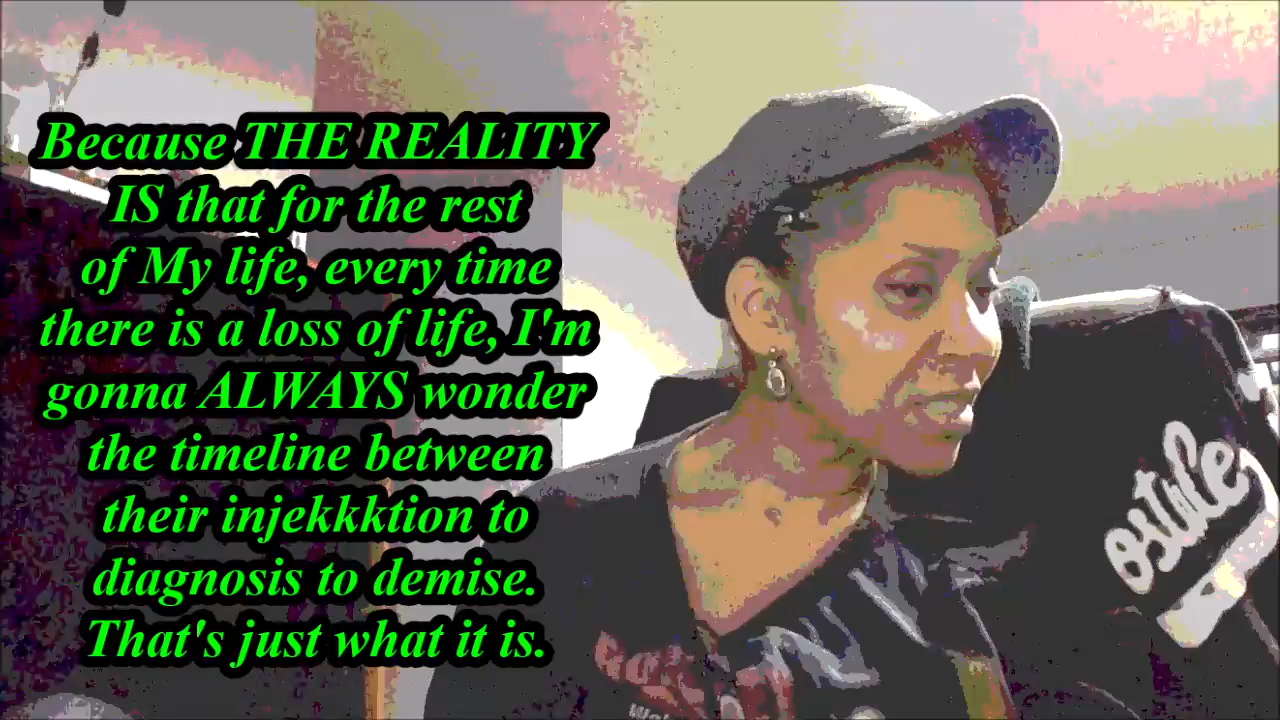 Because THE REALITY
IS that for the rest
of My life, every time
there is a loss of life, I'm
gonna ALWAYS wonder
the timeline between
their injekkktion to
diagnosis to demise.
That's just what it is.